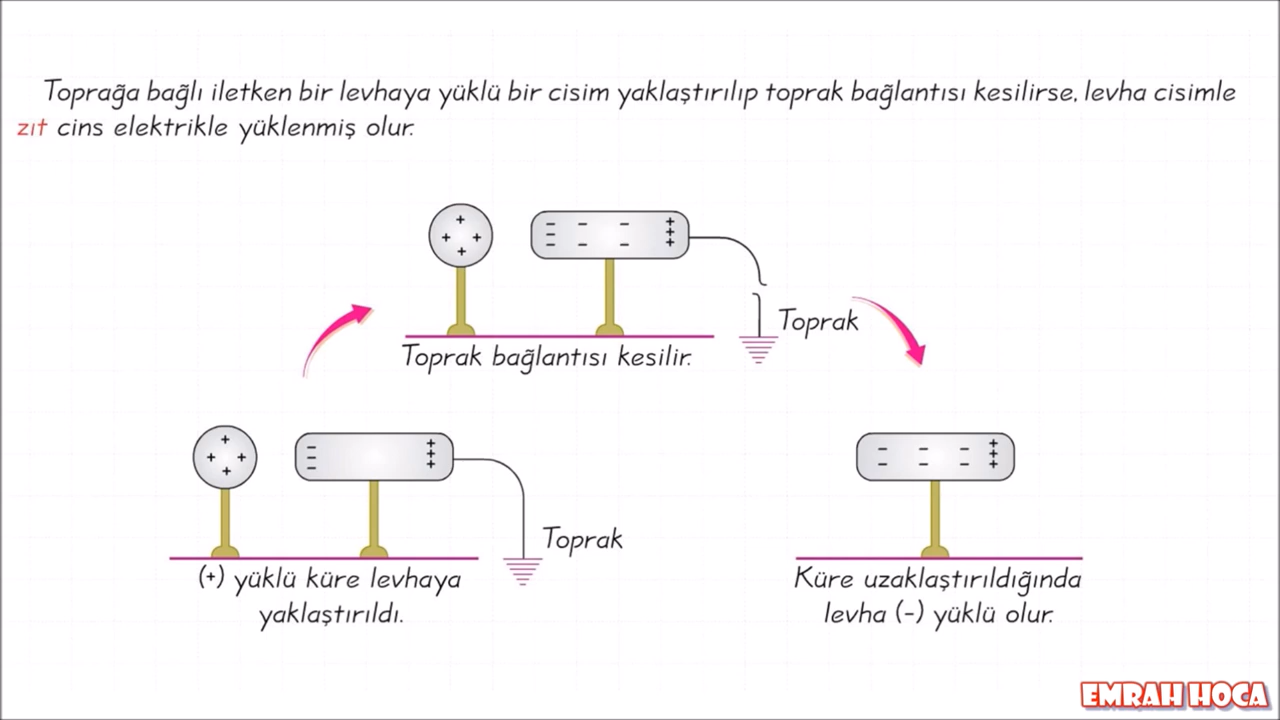 Toprağa bağlı iletken bir levhaya yüklü bir cisim yaklaştırılıp toprak bağlantısı kesilirse, levha cisimle
zıt cins elektrikle yüklenmiş olur.
Toprak
Toprak bağlantısı kesilir.
Toprak
(+) yüklü küre levhaya
yaklaştırıldı.
Küre uzaklaştırıldığında
levha (-) yüklü olur.
EMRAH HOCA